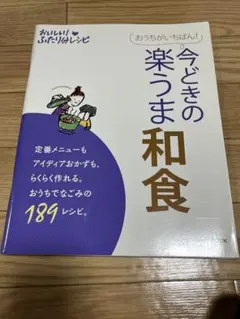 おいしい!
ふたり分レシピ
おうちがいちばん!
今どきの
楽うま
和食
定番メニューも
アイディアおかずも、
らくらく作れる。
おうちでなごみの
189レシピ。